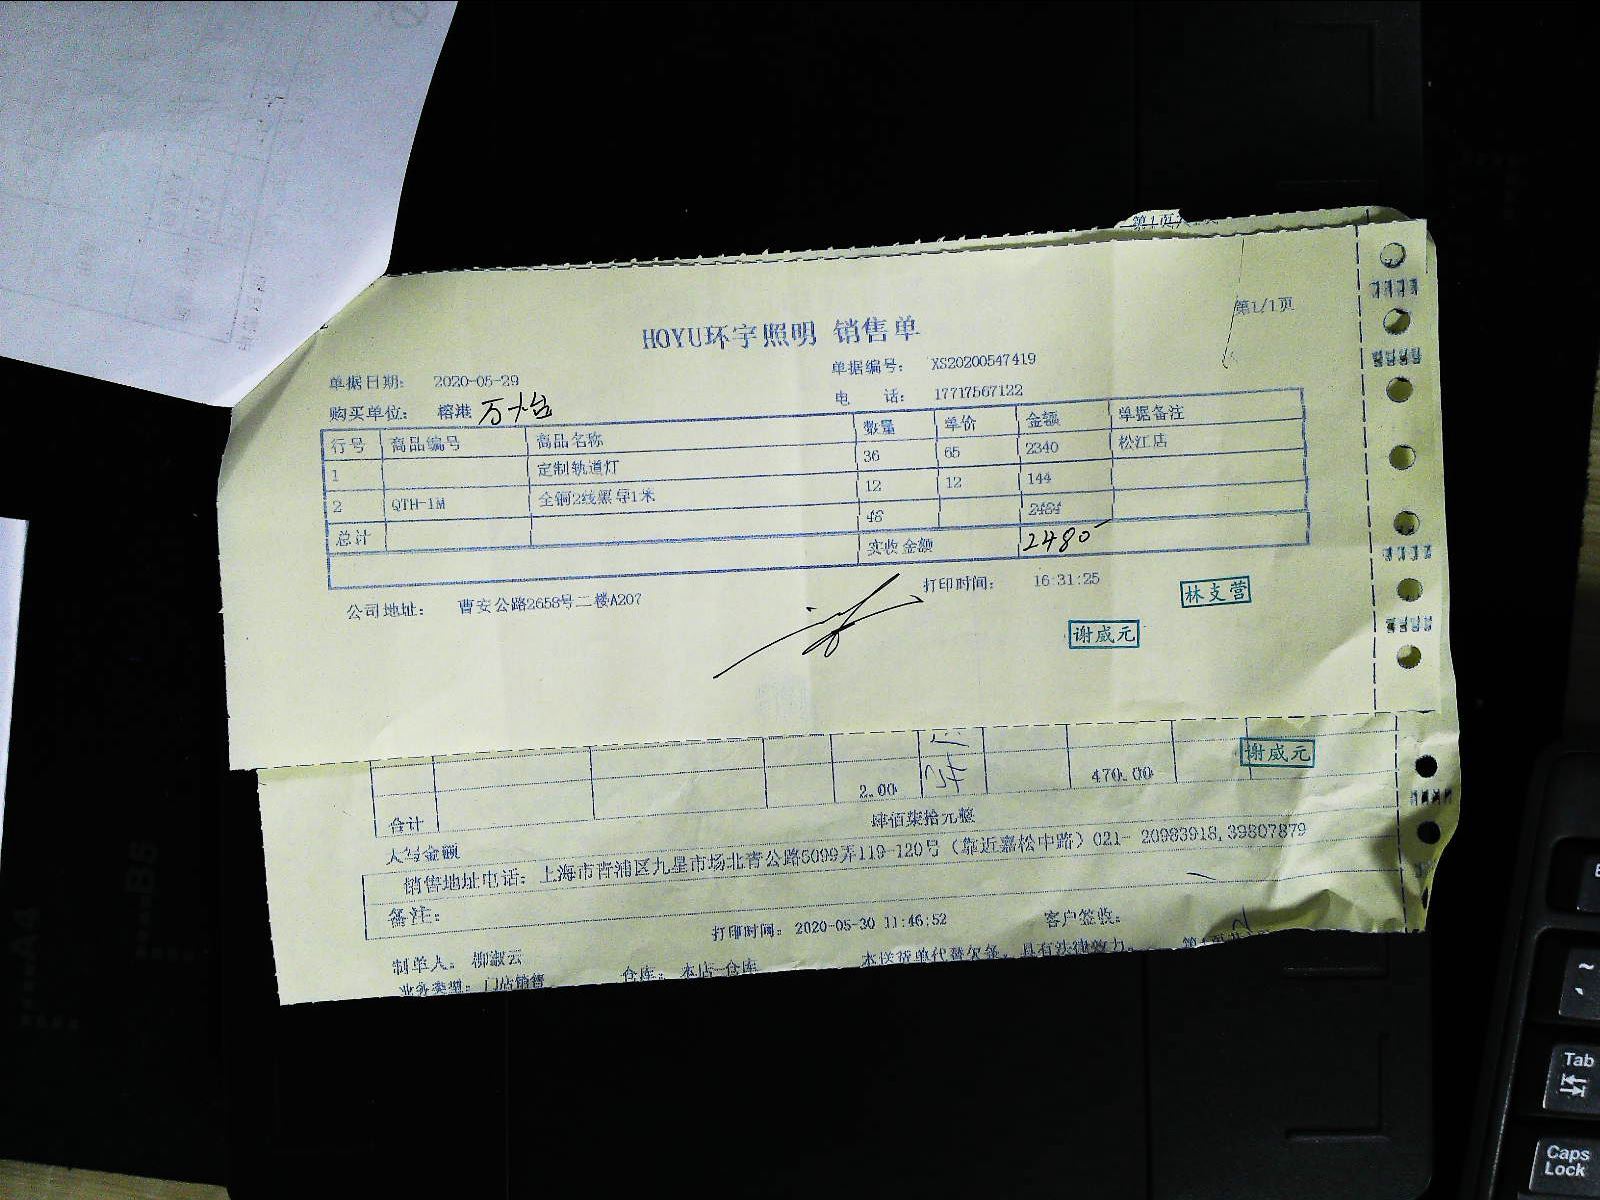 第1/1页
HOYU环宇照明 销售单
单据日期： 2020-05-29 单据编号： XS20200547419
购买单位： 榕港 万怡 电 话： 17717567122
行号 商品编号 商品名称 数量 单价 金额 单据备注
1 定制轨道灯 36 65 2340 松江店
2 QTH-1M 全铜2线黑导1米 12 12 144
总计 48 2484
实收金额 2480
公司地址： 曹安公路2658号二楼A207 打印时间： 16:31:25
林支营
谢威元
谢威元
合计 2.00 470.00
大写金额 肆佰柒拾元整
销售地址电话：上海市青浦区九星市场北青公路6099弄119-120号（靠近嘉松中路）021- 20983918,39807879
备注：
打印时间：2020-05-30 11:46:52 客户签收：
制单人：柳淑云 仓库：本店-仓库 本送货单代替欠条，具有法律效力。
业务类型：门店销售
Tab
Caps Lock